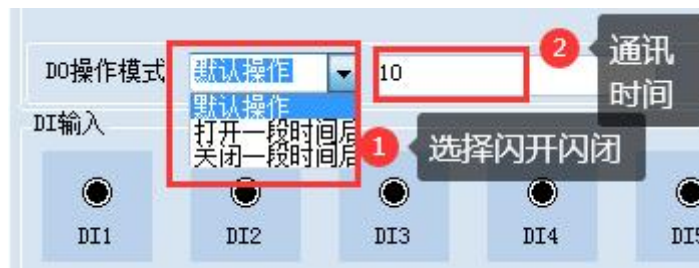 DO操作模式 默认操作 10
默认操作
打开一段时间后
关闭一段时间后
2 通讯时间
1 选择闪开闪闭
DI输入
DI1 DI2 DI3 DI4 DI5